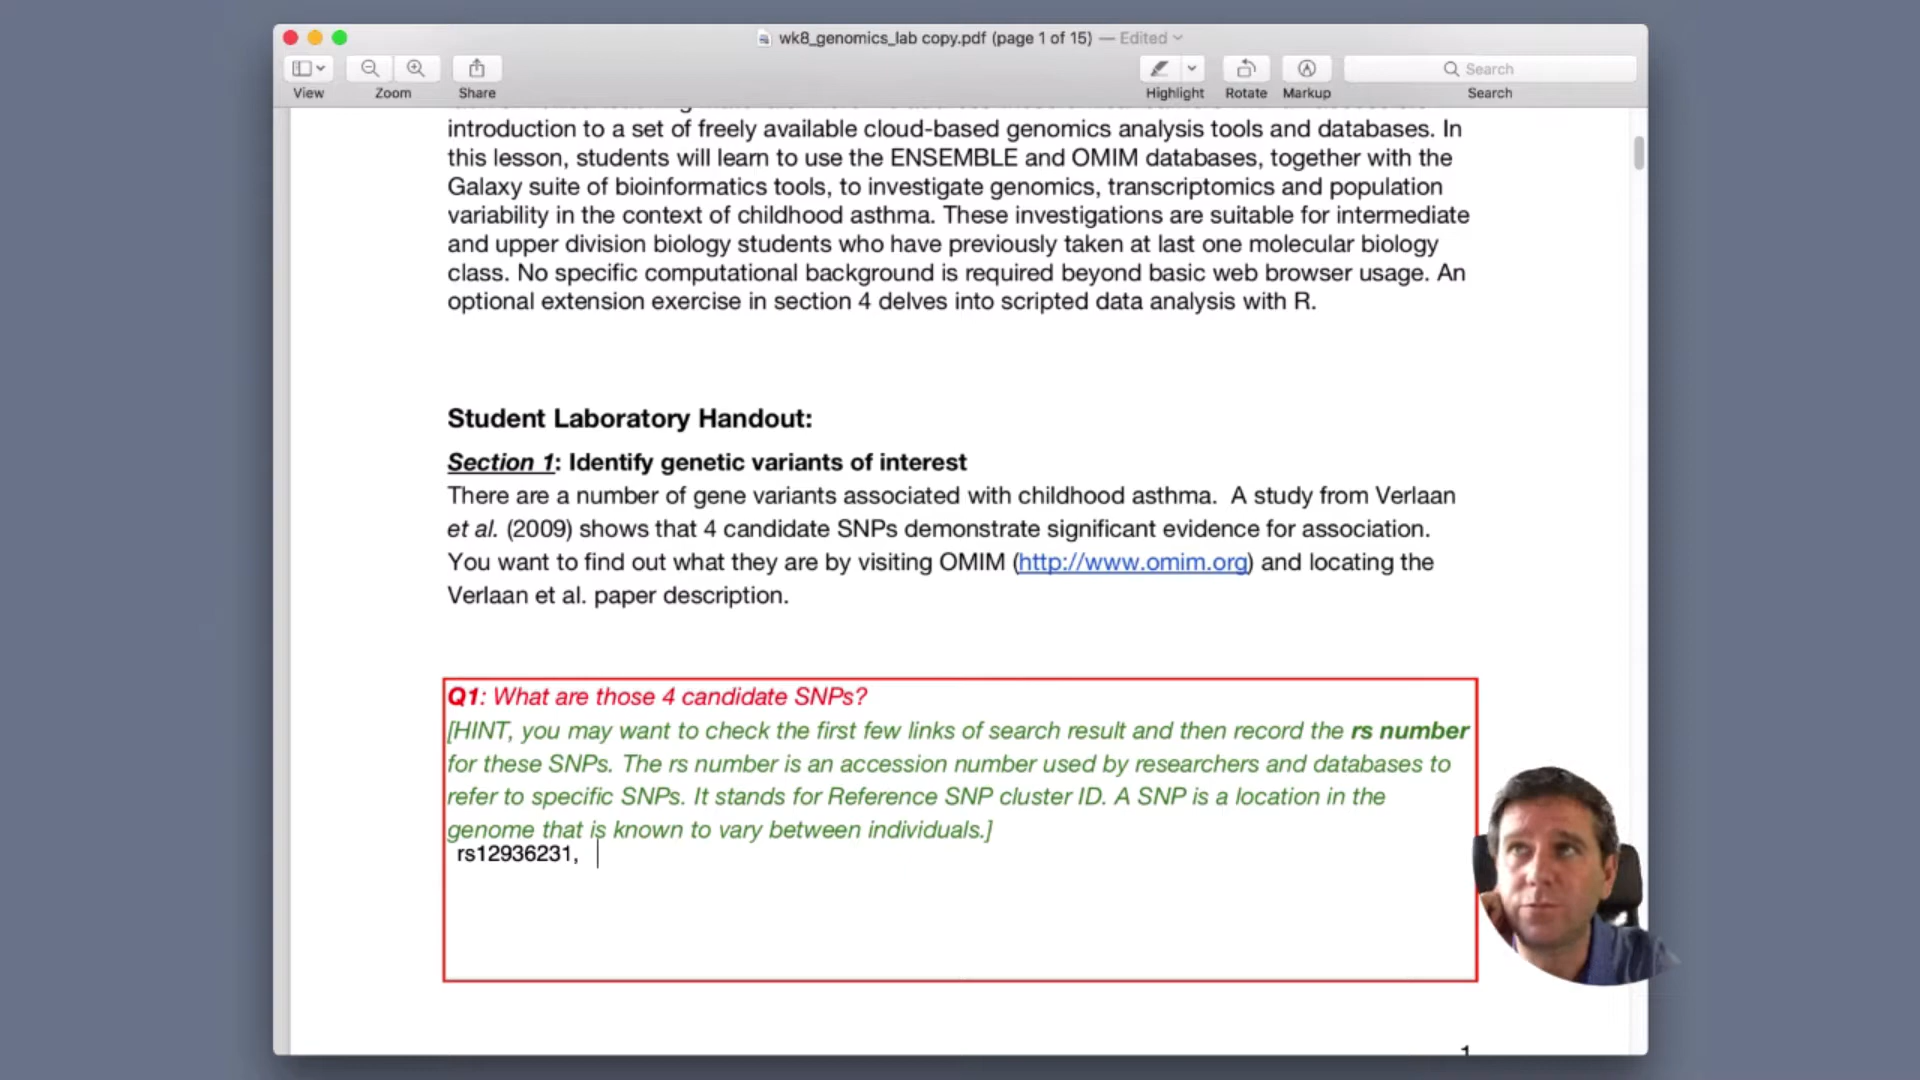 wk8_genomics_lab copy.pdf (page 1 of 15) — Edited
View Zoom Share Highlight Rotate Markup Search
Search
introduction to a set of freely available cloud-based genomics analysis tools and databases. In
this lesson, students will learn to use the ENSEMBLE and OMIM databases, together with the
Galaxy suite of bioinformatics tools, to investigate genomics, transcriptomics and population
variability in the context of childhood asthma. These investigations are suitable for intermediate
and upper division biology students who have previously taken at last one molecular biology
class. No specific computational background is required beyond basic web browser usage. An
optional extension exercise in section 4 delves into scripted data analysis with R.
Student Laboratory Handout:
Section 1: Identify genetic variants of interest
There are a number of gene variants associated with childhood asthma. A study from Verlaan
et al. (2009) shows that 4 candidate SNPs demonstrate significant evidence for association.
You want to find out what they are by visiting OMIM (http://www.omim.org) and locating the
Verlaan et al. paper description.
Q1: What are those 4 candidate SNPs?
[HINT, you may want to check the first few links of search result and then record the rs number
for these SNPs. The rs number is an accession number used by researchers and databases to
refer to specific SNPs. It stands for Reference SNP cluster ID. A SNP is a location in the
genome that is known to vary between individuals.]
rs12936231,
1